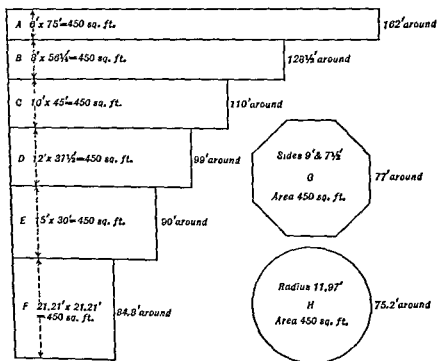 A 6' x 75'=450 sq. ft.
162' around
B 8' x 56¼=450 sq. ft.
128½' around
C 10' x 45'=450 sq. ft.
110' around
D 12' x 37½'=450 sq. ft.
99' around
E 15' x 30'=450 sq. ft.
90' around
F 21.21' x 21.21'
=450 sq. ft.
84.8' around
Sides 9' & 7½'
G
Area 450 sq. ft.
77' around
Radius 11.97'
H
Area 450 sq. ft.
75.2' around